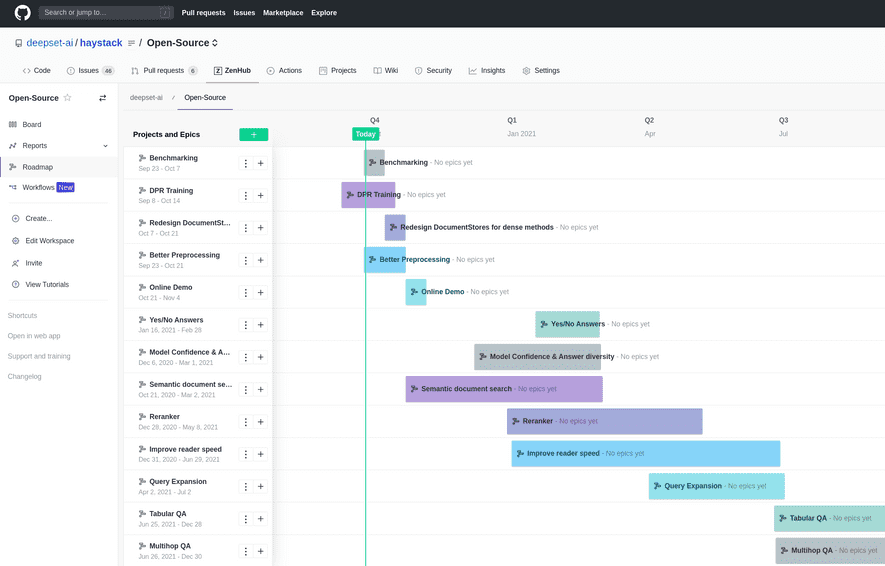 Search or jump to... /
Pull requests Issues Marketplace Explore
deepset-ai / haystack / Open-Source
Code Issues 46 Pull requests 6 ZenHub Actions Projects Wiki Security Insights Settings
Open-Source
deepset-ai / Open-Source
Board
Reports
Roadmap
Workflows New!
Create...
Edit Workspace
Invite
View Tutorials
Shortcuts
Open in web app
Support and training
Changelog
Projects and Epics +
Q4 Q1 Q2 Q3
Today Jan 2021 Apr Jul
Benchmarking
Sep 23 - Oct 7
Benchmarking - No epics yet
DPR Training
Sep 8 - Oct 14
DPR Training - No epics yet
Redesign DocumentSt...
Oct 7 - Oct 21
Redesign DocumentStores for dense methods - No epics yet
Better Preprocessing
Sep 23 - Oct 21
Better Preprocessing - No epics yet
Online Demo
Oct 21 - Nov 4
Online Demo - No epics yet
Yes/No Answers
Jan 16, 2021 - Feb 28
Yes/No Answers - No epics yet
Model Confidence & A...
Dec 6, 2020 - Mar 1, 2021
Model Confidence & Answer diversity - No epics yet
Semantic document se...
Oct 21, 2020 - Mar 2, 2021
Semantic document search - No epics yet
Reranker
Dec 28, 2020 - May 8, 2021
Reranker - No epics yet
Improve reader speed
Dec 31, 2020 - Jun 29, 2021
Improve reader speed - No epics yet
Query Expansion
Apr 2, 2021 - Jul 2
Query Expansion - No epics yet
Tabular QA
Jun 25, 2021 - Dec 28
Tabular QA - No epics yet
Multihop QA
Jun 26, 2021 - Dec 30
Multihop QA - No epics yet